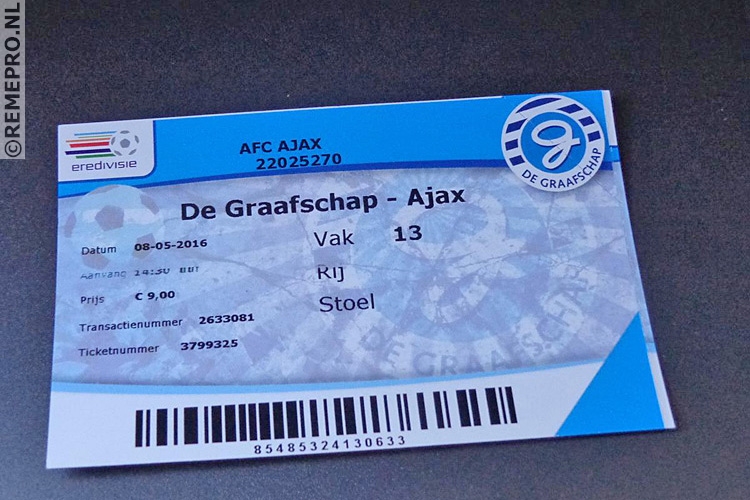 ©REMEPRO.NL
eredivisie
AFC AJAX
22025270
DE GRAAFSCHAP
De Graafschap - Ajax
Datum 08-05-2016
Vak 13
Aanvang 14:30 uur
Rij
Prijs € 9,00
Stoel
Transactienummer 2633081
Ticketnummer 3799325
DE GRAAFSCHAP
85485324130633